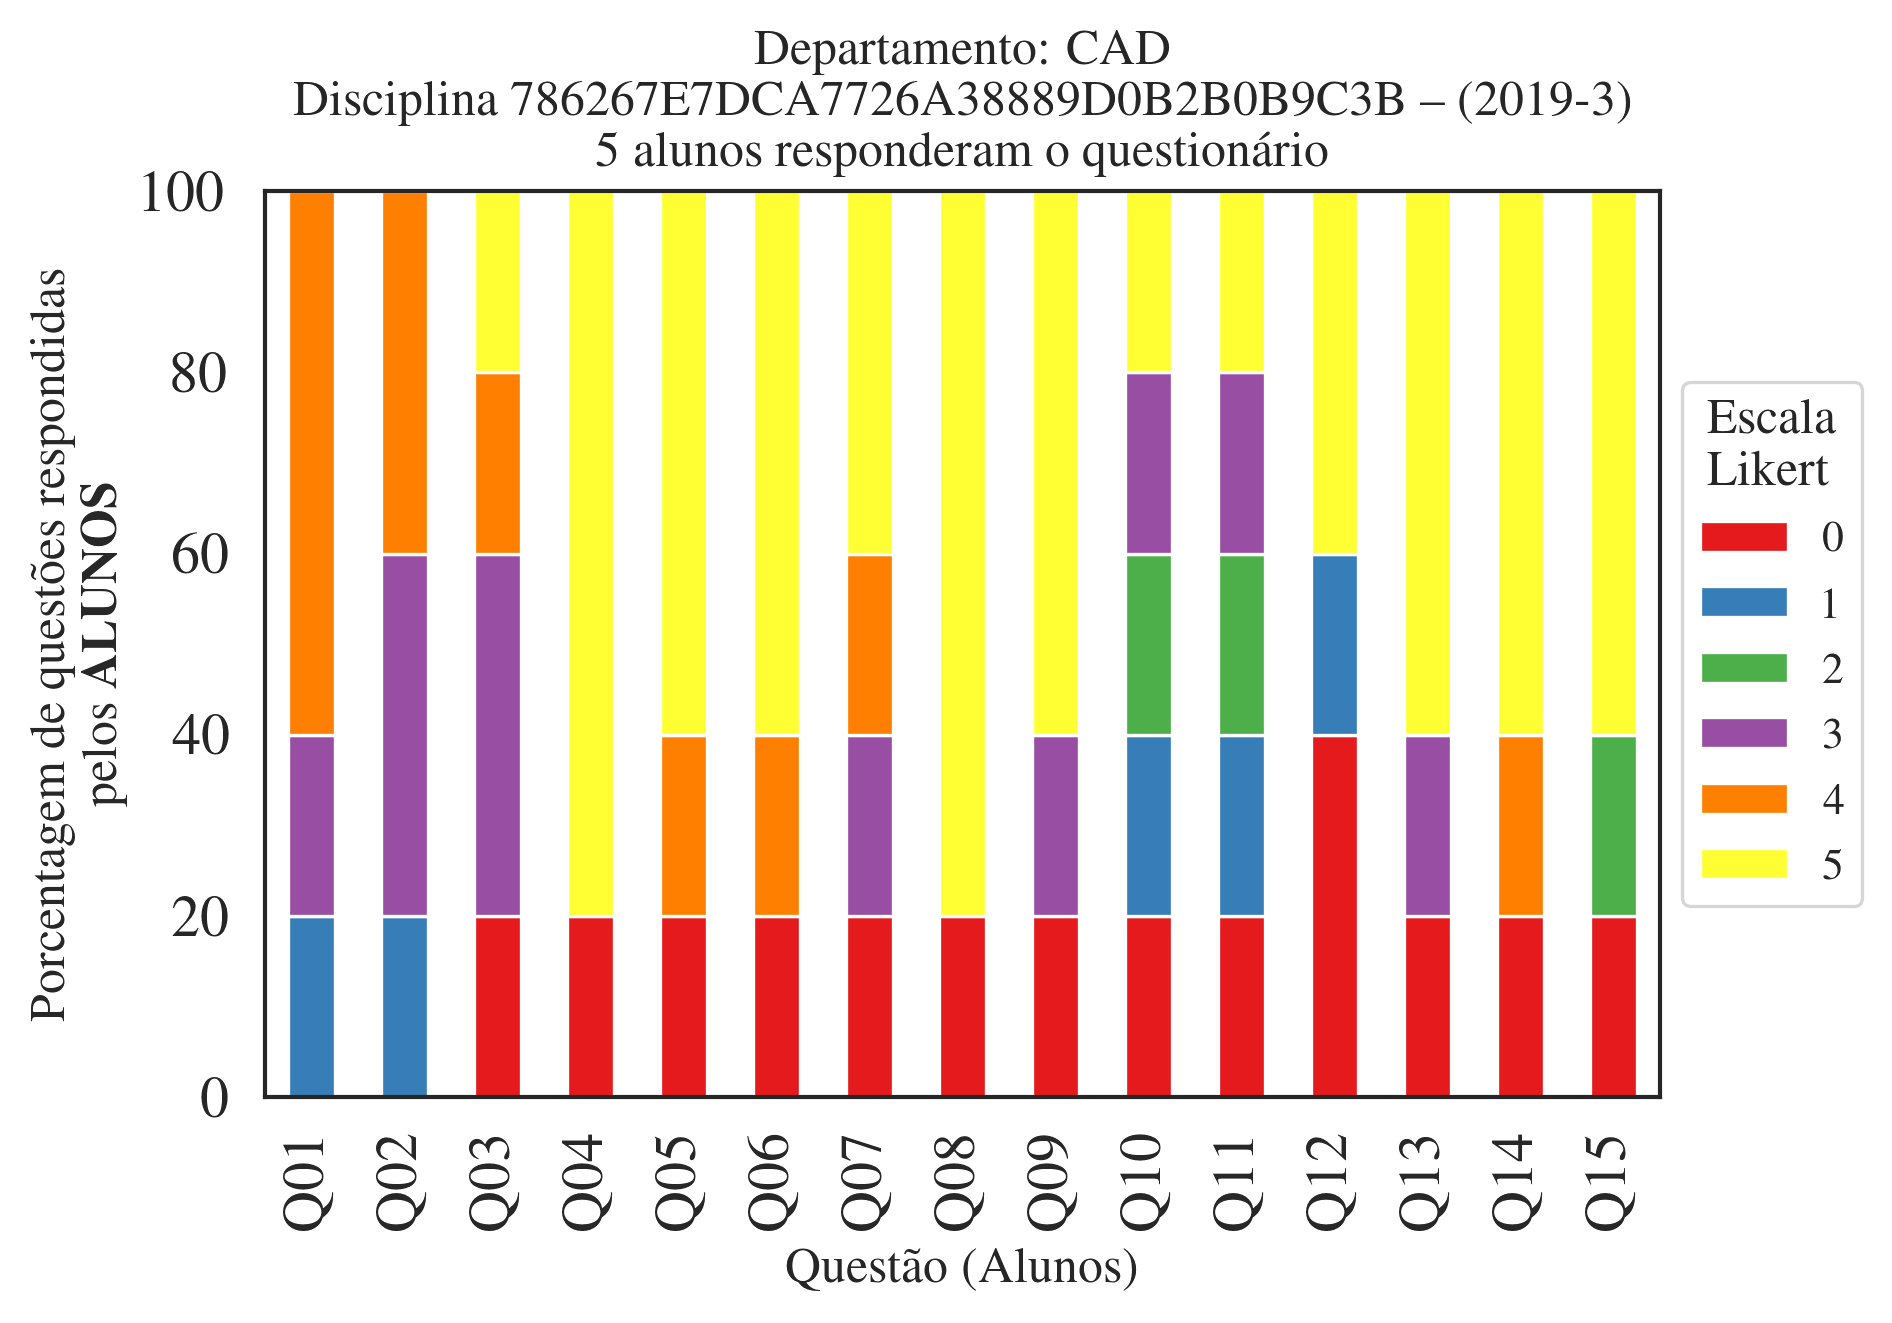 Departamento: CAD
Disciplina 786267E7DCA7726A38889D0B2B0B9C3B – (2019-3)
5 alunos responderam o questionário
Porcentagem de questões respondidas
pelos ALUNOS
100
80
60
40
20
0
Q01
Q02
Q03
Q04
Q05
Q06
Q07
Q08
Q09
Q10
Q11
Q12
Q13
Q14
Q15
Questão (Alunos)
Escala
Likert
0
1
2
3
4
5